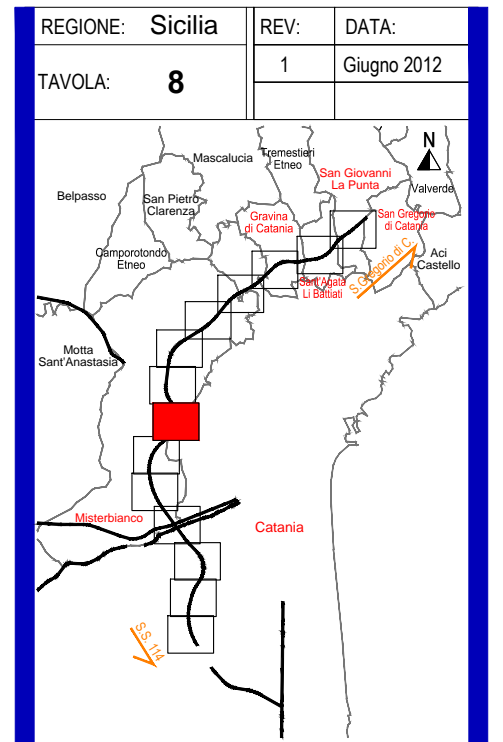 REGIONE: Sicilia REV: DATA:
TAVOLA: 8 1 Giugno 2012
N
Mascalucia
Tremestieri
Etneo
San Giovanni
La Punta
Belpasso
San Pietro
Clarenza
Valverde
Gravina
di Catania
San Gregorio
di Catania
Camporotondo
Etneo
Aci
Castello
Sant'Agata
Li Battiati
S.Gregorio di C.
Motta
Sant'Anastasia
Misterbianco
Catania
S.S. 114